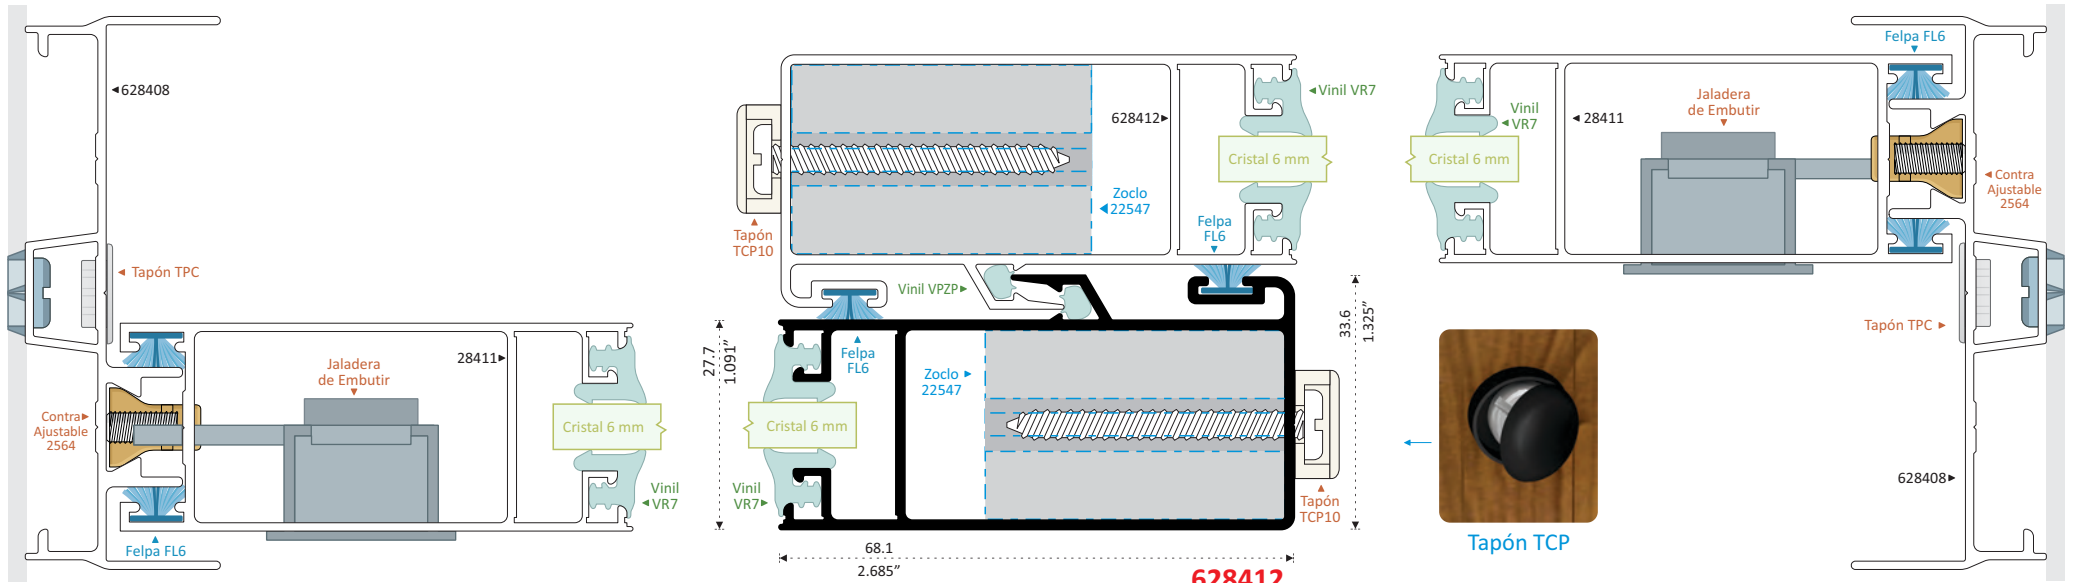 628408
Tapón TPC
Contra
Ajustable
2564
Felpa FL6
Jaladera
de Embutir
28411
Cristal 6 mm
Vinil
VR7
Tapón
TCP10
628412
Zoclo
22547
Vinil VR7
Cristal 6 mm
Felpa
FL6
Vinil VPZP
27.7
1.091”
Felpa
FL6
Zoclo
22547
Cristal 6 mm
Vinil
VR7
33.6
1.325”
Tapón
TCP10
68.1
2.685”
628412
Felpa FL6
Vinil
VR7
28411
Jaladera
de Embutir
Cristal 6 mm
Contra
Ajustable
2564
Tapón TPC
628408
Tapón TCP